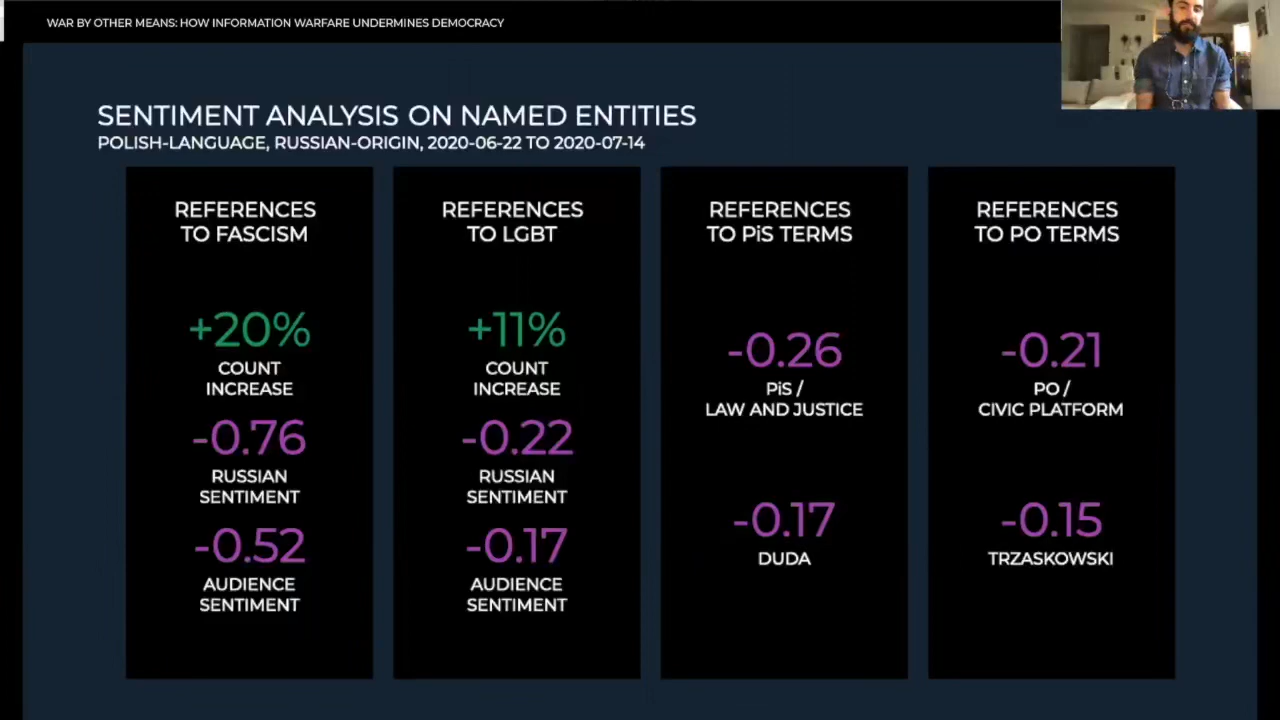 WAR BY OTHER MEANS: HOW INFORMATION WARFARE UNDERMINES DEMOCRACY
SENTIMENT ANALYSIS ON NAMED ENTITIES
POLISH-LANGUAGE, RUSSIAN-ORIGIN, 2020-06-22 TO 2020-07-14
REFERENCES
TO FASCISM
+20%
COUNT
INCREASE
-0.76
RUSSIAN
SENTIMENT
-0.52
AUDIENCE
SENTIMENT
REFERENCES
TO LGBT
+11%
COUNT
INCREASE
-0.22
RUSSIAN
SENTIMENT
-0.17
AUDIENCE
SENTIMENT
REFERENCES
TO PiS TERMS
-0.26
PiS /
LAW AND JUSTICE
-0.17
DUDA
REFERENCES
TO PO TERMS
-0.21
PO /
CIVIC PLATFORM
-0.15
TRZASKOWSKI